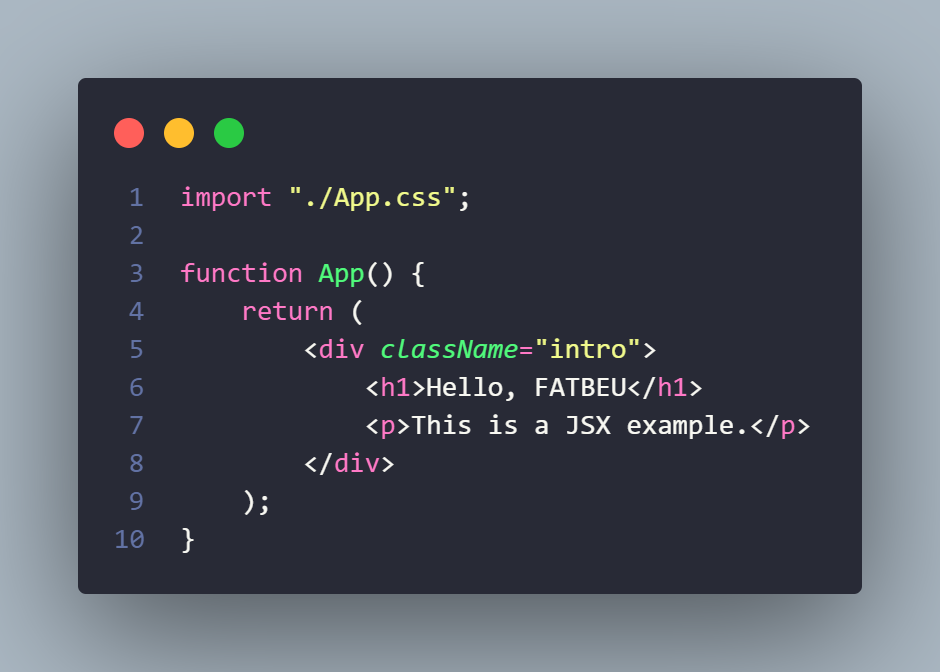 1 import "./App.css";
2
3 function App() {
4     return (
5         <div className="intro">
6             <h1>Hello, FATBEU</h1>
7             <p>This is a JSX example.</p>
8         </div>
9     );
10 }